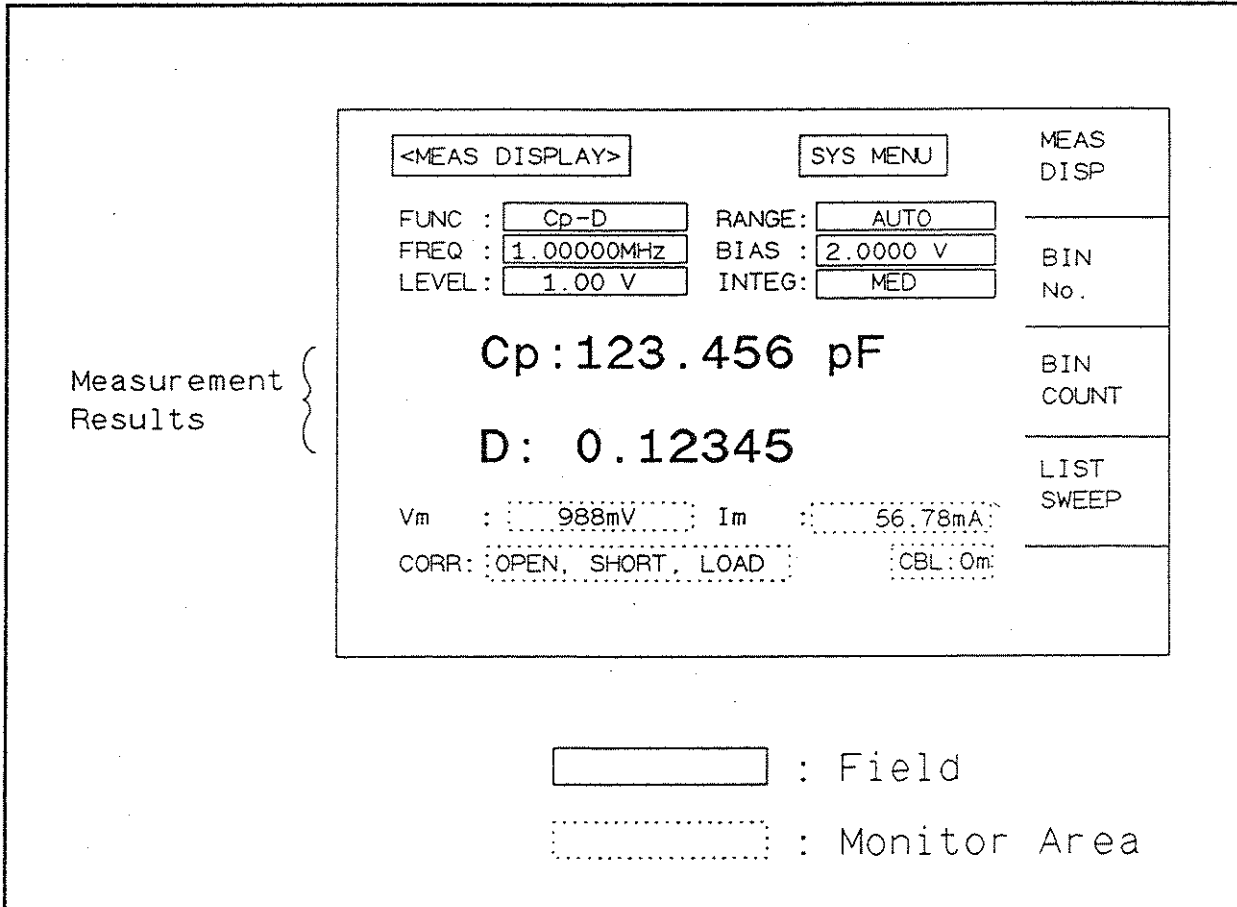 <MEAS DISPLAY>
SYS MENU
MEAS
DISP
FUNC : Cp-D
RANGE: AUTO
FREQ : 1.00000MHz
BIAS : 2.0000 V
LEVEL: 1.00 V
INTEG: MED
BIN
No.
Cp:123.456 pF
BIN
COUNT
Measurement
Results
D: 0.12345
LIST
SWEEP
Vm : 988mV
Im : 56.78mA
CORR: OPEN, SHORT, LOAD
CBL:0m
: Field
: Monitor Area